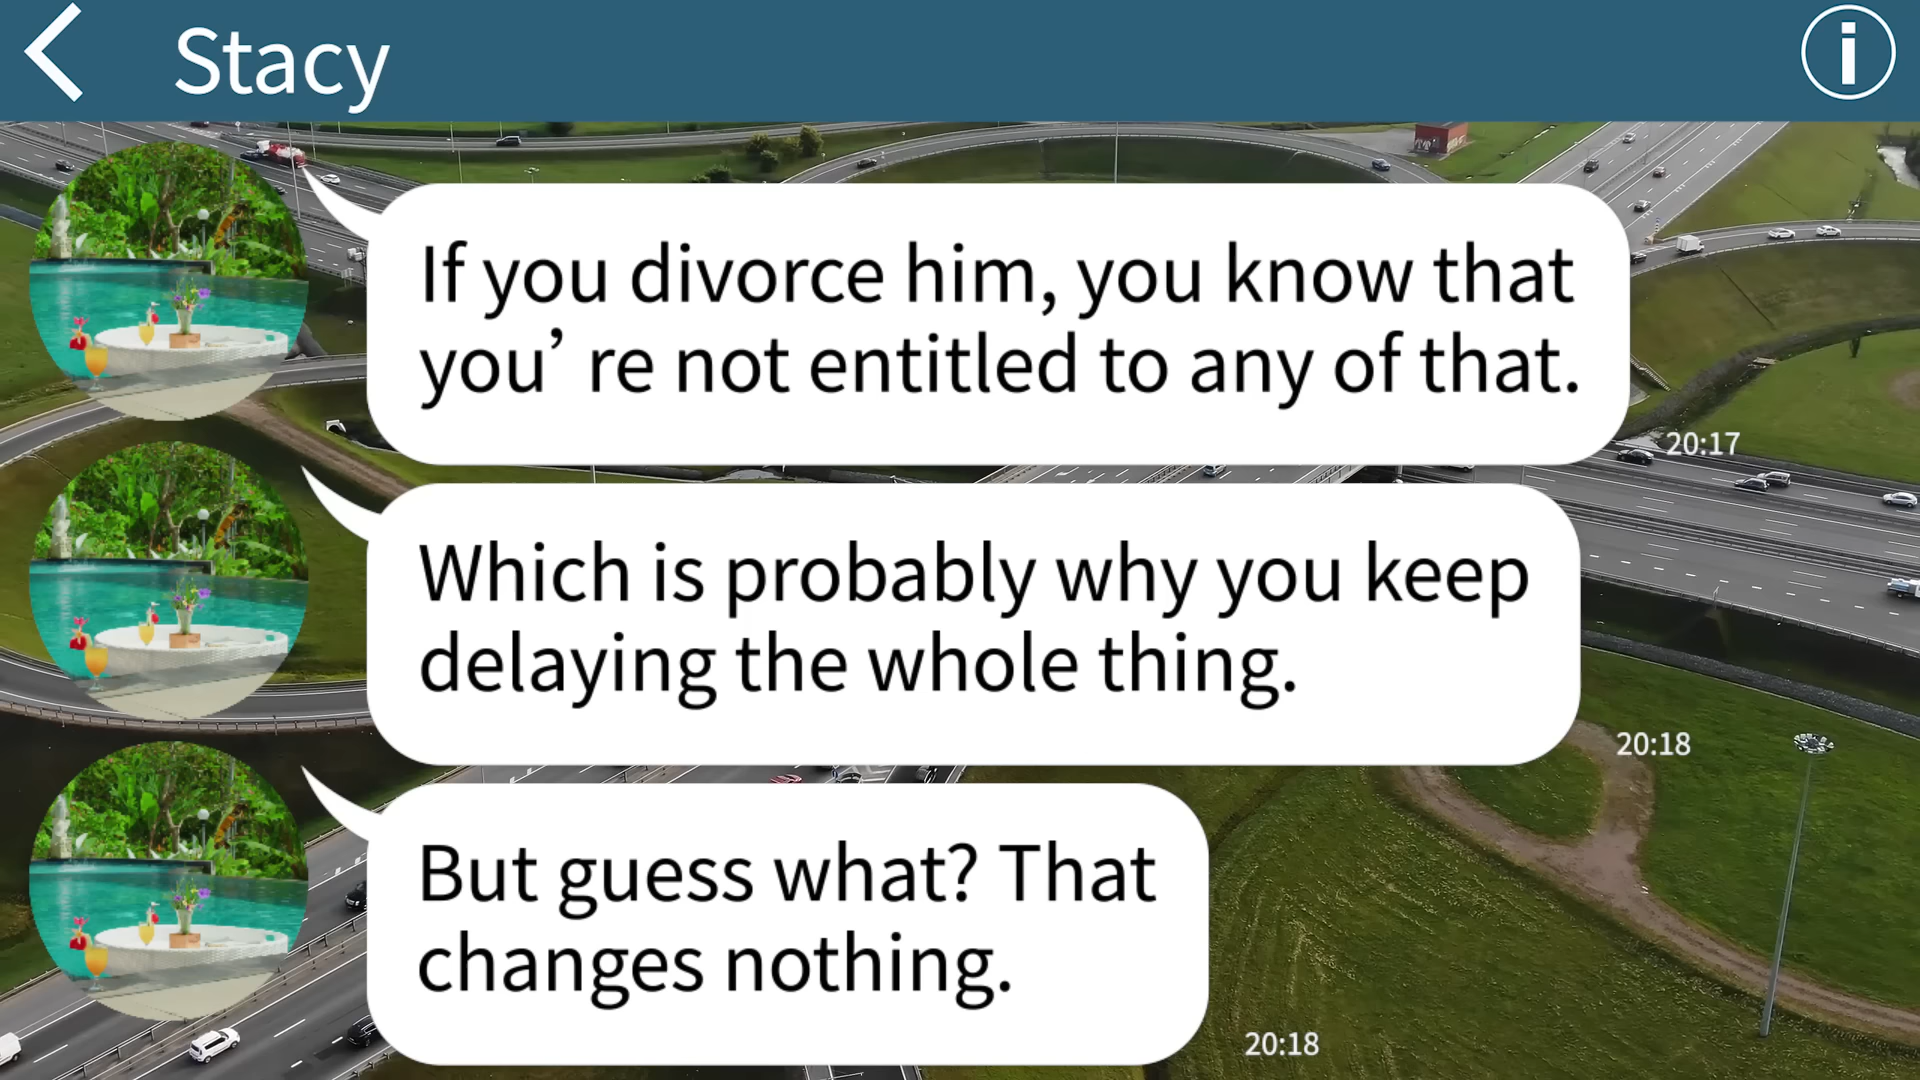 Stacy
If you divorce him, you know that
you’ re not entitled to any of that.
20:17
Which is probably why you keep
delaying the whole thing.
20:18
But guess what? That
changes nothing.
20:18